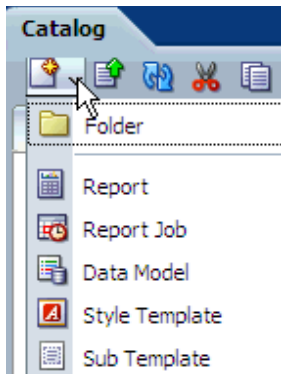 Catalog
Folder
Report
Report Job
Data Model
Style Template
Sub Template